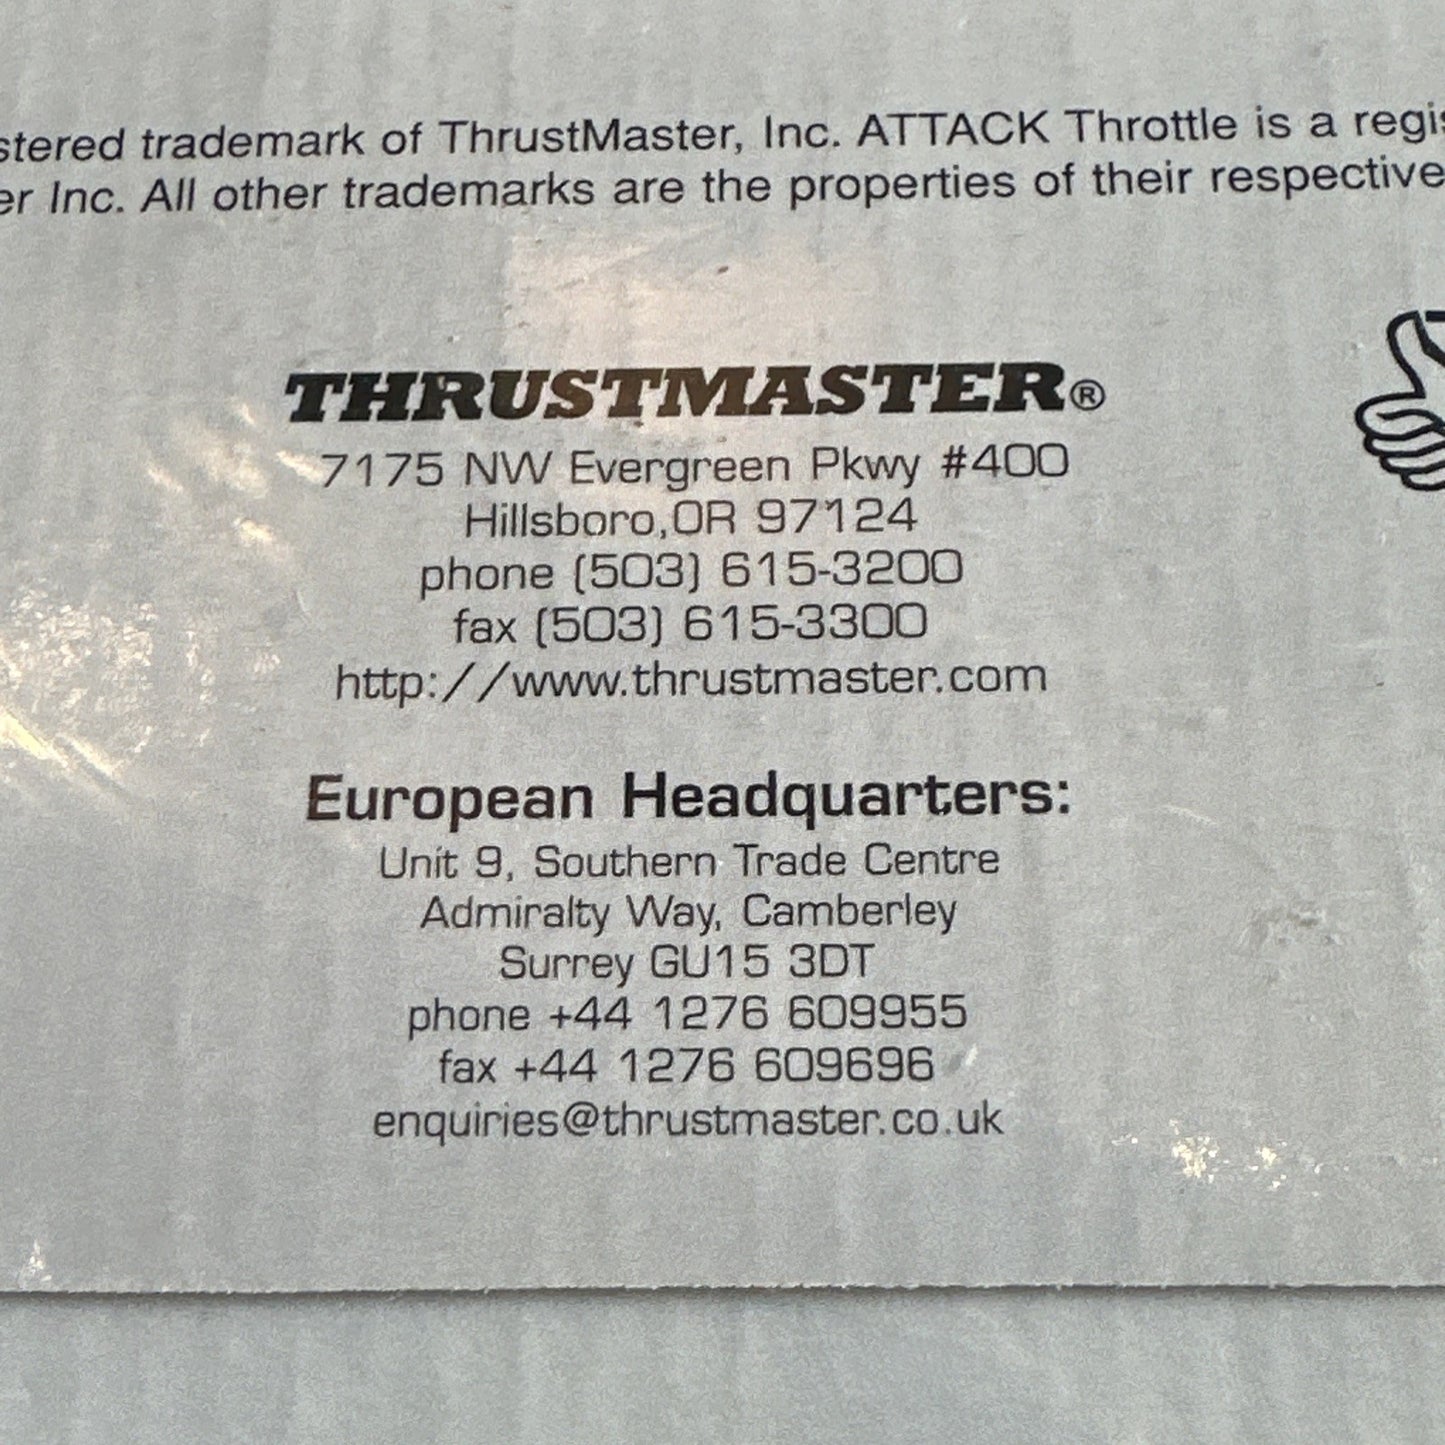 stered trademark of ThrustMaster, Inc. ATTACK Throttle is a regis
er Inc. All other trademarks are the properties of their respective
THRUSTMASTER®
7175 NW Evergreen Pkwy #400
Hillsboro,OR 97124
phone (503) 615-3200
fax (503) 615-3300
http://www.thrustmaster.com
European Headquarters:
Unit 9, Southern Trade Centre
Admiralty Way, Camberley
Surrey GU15 3DT
phone +44 1276 609955
fax +44 1276 609696
enquiries@thrustmaster.co.uk